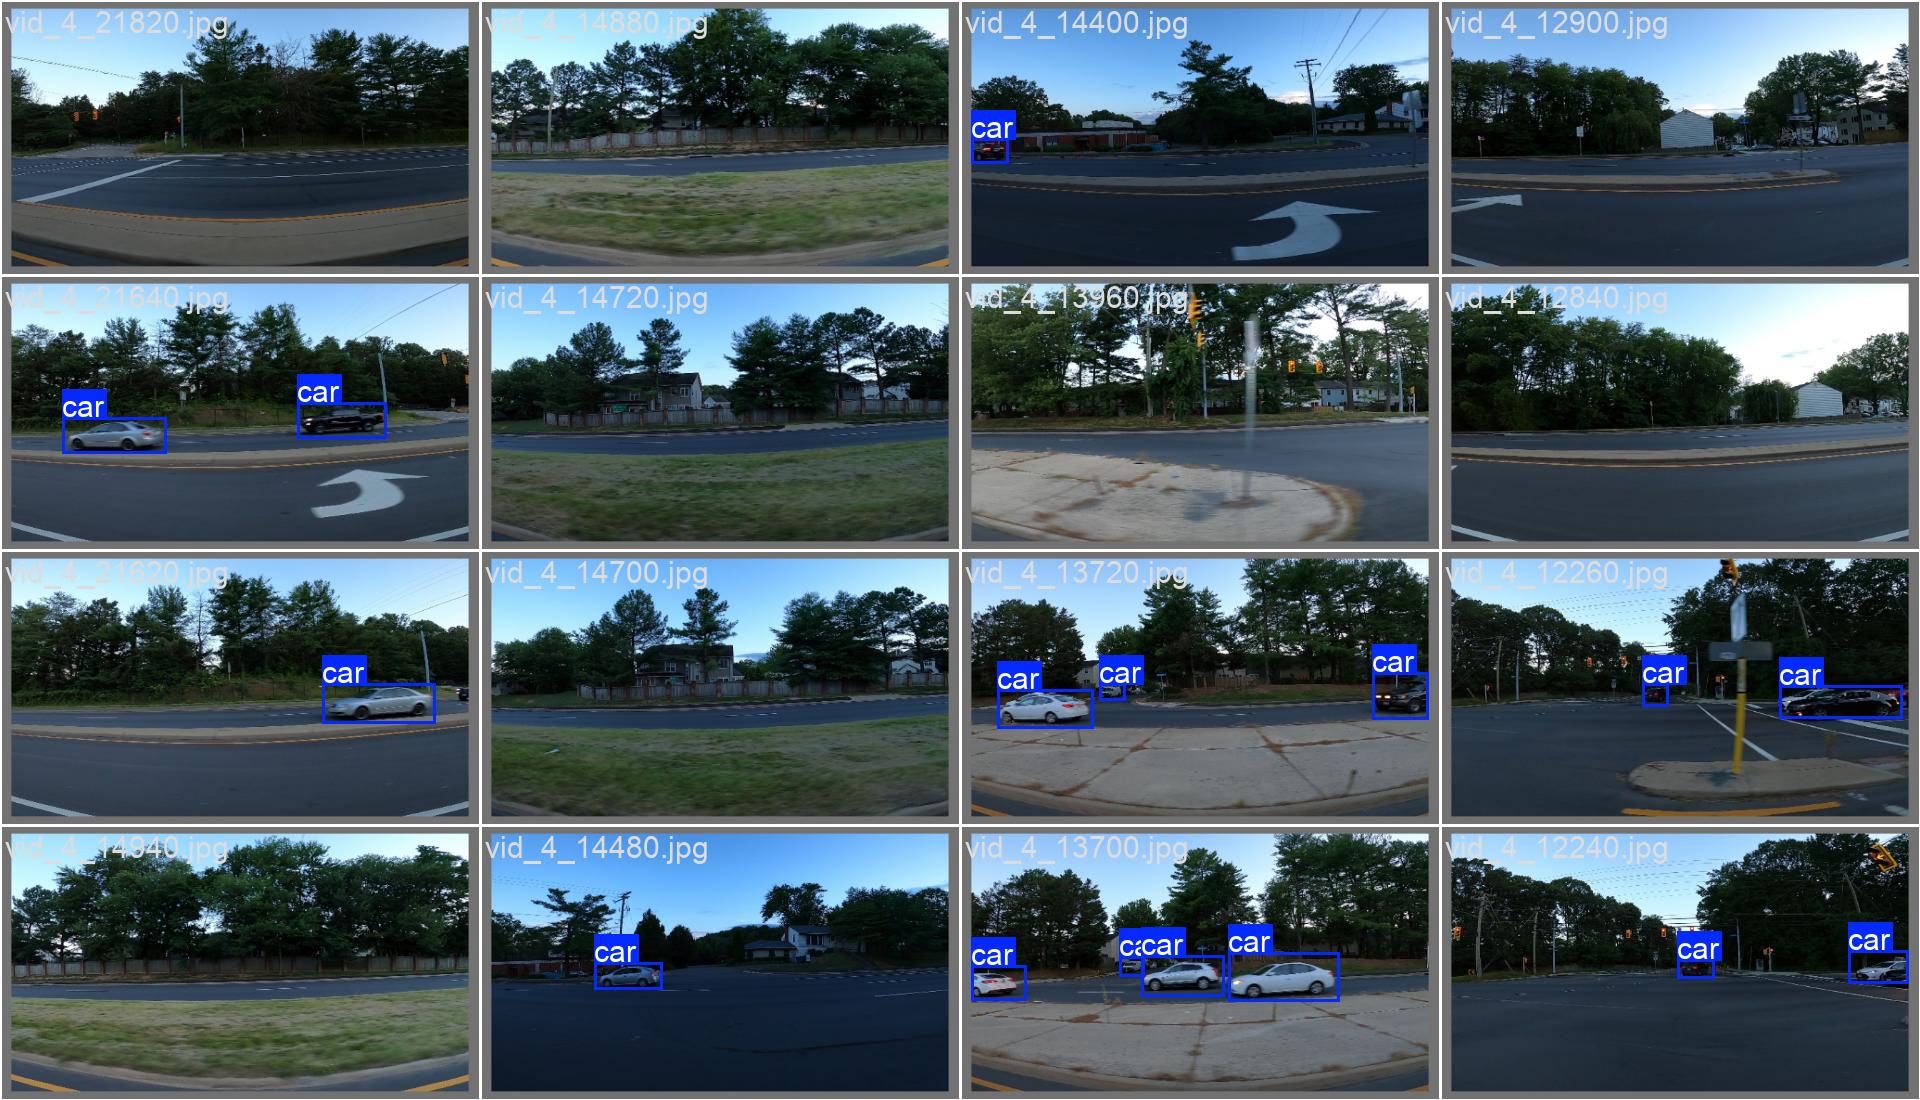 vid_4_21820.jpg
vid_4_14880.jpg
vid_4_14400.jpg
vid_4_12900.jpg
car
vid_4_21640.jpg
vid_4_14720.jpg
vid_4_13960.jpg
vid_4_12840.jpg
car
car
vid_4_21620.jpg
vid_4_14700.jpg
vid_4_13720.jpg
vid_4_12260.jpg
car
car
car
car
car
car
vid_4_14940.jpg
vid_4_14480.jpg
vid_4_13700.jpg
vid_4_12240.jpg
car
car
ca
car
car
car
car